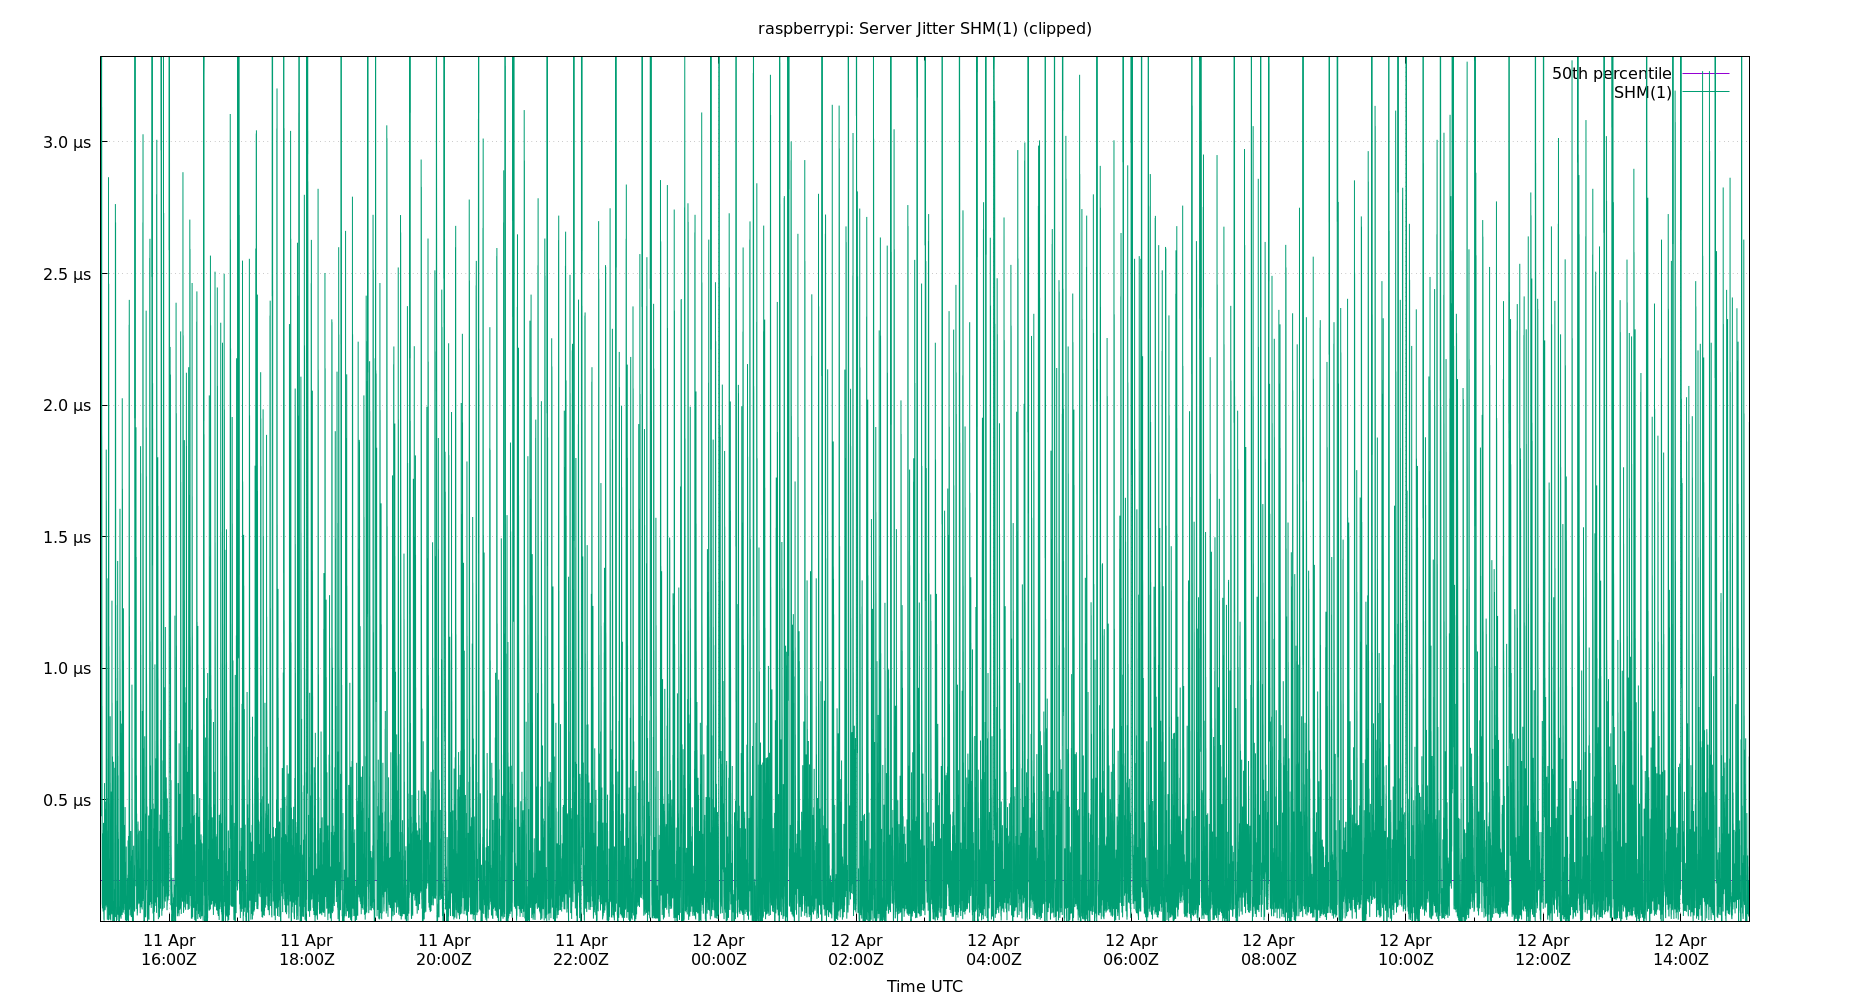 raspberrypi: Server Jitter SHM(1) (clipped)
50th percentile
SHM(1)
3.0 µs
2.5 µs
2.0 µs
1.5 µs
1.0 µs
0.5 µs
11 Apr 11 Apr 11 Apr 11 Apr 12 Apr 12 Apr 12 Apr 12 Apr 12 Apr 12 Apr 12 Apr 12 Apr
16:00Z 18:00Z 20:00Z 22:00Z 00:00Z 02:00Z 04:00Z 06:00Z 08:00Z 10:00Z 12:00Z 14:00Z
Time UTC